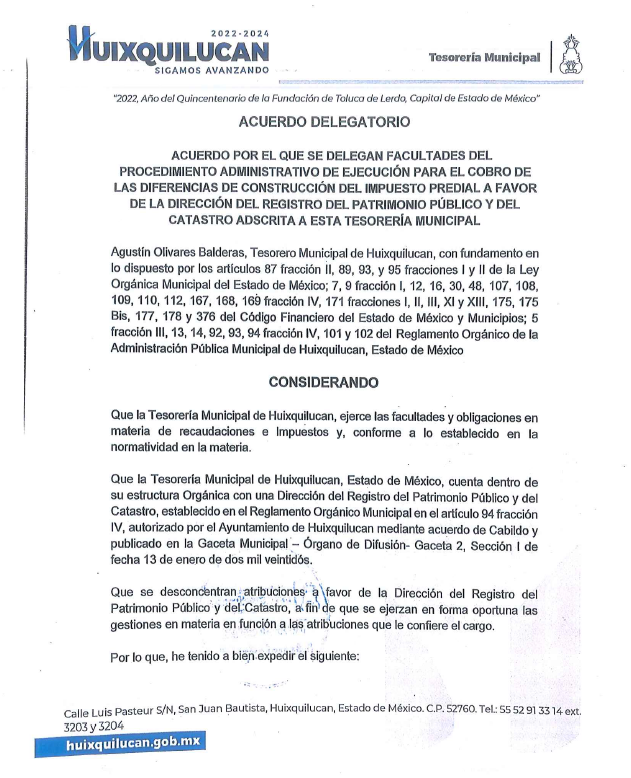 2022-2024
HUIXQUILUCAN
SIGAMOS AVANZANDO
Tesorería Municipal
"2022, Año del Quincentenario de la Fundación de Toluca de Lerdo, Capital de Estado de México"
ACUERDO DELEGATORIO
ACUERDO POR EL QUE SE DELEGAN FACULTADES DEL
PROCEDIMIENTO ADMINISTRATIVO DE EJECUCIÓN PARA EL COBRO DE
LAS DIFERENCIAS DE CONSTRUCCIÓN DEL IMPUESTO PREDIAL A FAVOR
DE LA DIRECCIÓN DEL REGISTRO DEL PATRIMONIO PÚBLICO Y DEL
CATASTRO ADSCRITA A ESTA TESORERÍA MUNICIPAL
Agustín Olivares Balderas, Tesorero Municipal de Huixquilucan, con fundamento en
lo dispuesto por los artículos 87 fracción II, 89, 93, y 95 fracciones I y II de la Ley
Orgánica Municipal del Estado de México; 7, 9 fracción I, 12, 16, 30, 48, 107, 108,
109, 110, 112, 167, 168, 169 fracción IV, 171 fracciones I, II, III, XI y XIII, 175, 175
Bis, 177, 178 y 376 del Código Financiero del Estado de México y Municipios; 5
fracción III, 13, 14, 92, 93, 94 fracción IV, 101 y 102 del Reglamento Orgánico de la
Administración Pública Municipal de Huixquilucan, Estado de México
CONSIDERANDO
Que la Tesorería Municipal de Huixquilucan, ejerce las facultades y obligaciones en
materia de recaudaciones e Impuestos y, conforme a lo establecido en la
normatividad en la materia.
Que la Tesorería Municipal de Huixquilucan, Estado de México, cuenta dentro de
su estructura Orgánica con una Dirección del Registro del Patrimonio Público y del
Catastro, establecido en el Reglamento Orgánico Municipal en el artículo 94 fracción
IV, autorizado por el Ayuntamiento de Huixquilucan mediante acuerdo de Cabildo y
publicado en la Gaceta Municipal – Órgano de Difusión- Gaceta 2, Sección I de
fecha 13 de enero de dos mil veintidós.
Que se desconcentran atribuciones a favor de la Dirección del Registro del
Patrimonio Público y del Catastro, a fin de que se ejerzan en forma oportuna las
gestiones en materia en función a las atribuciones que le confiere el cargo.
Por lo que, he tenido a bien expedir el siguiente:
Calle Luis Pasteur S/N, San Juan Bautista, Huixquilucan, Estado de México. C.P. 52760. Tel.: 55 52 91 33 14 ext.
3203 y 3204
huixquilucan.gob.mx